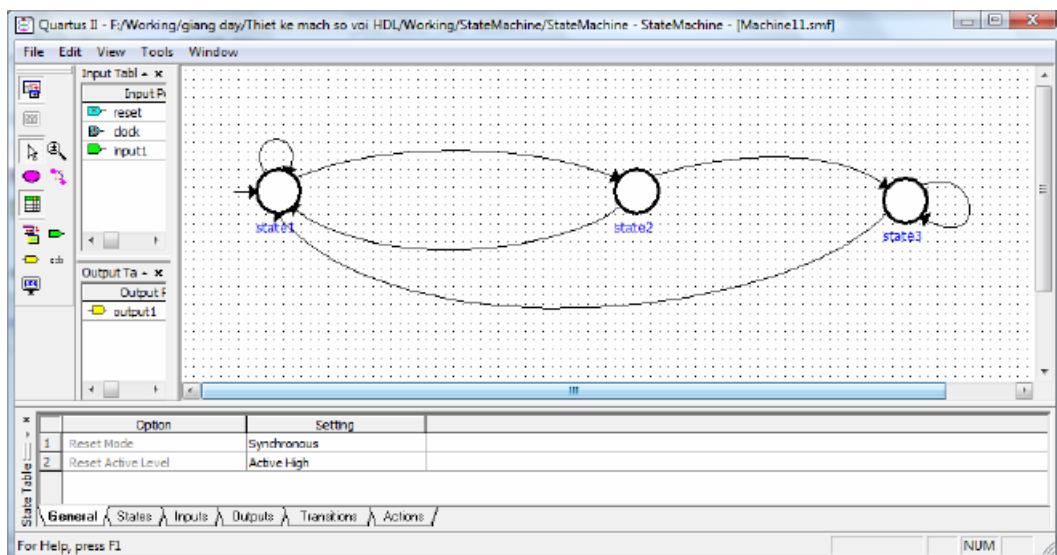 Quartus II - F:/Working/giang day/Thiet ke mach so voi HDL/Working/StateMachine/StateMachine - StateMachine - [Machine11.smf]
File Edit View Tools Window
Input Tabl
Input P
reset
clock
input1
Output Ta
Output P
output1
state1
state2
state3
State Table
Option Setting
1 Reset Mode Synchronous
2 Reset Active Level Active High
General States Inputs Outputs Transitions Actions
For Help, press F1
NUM